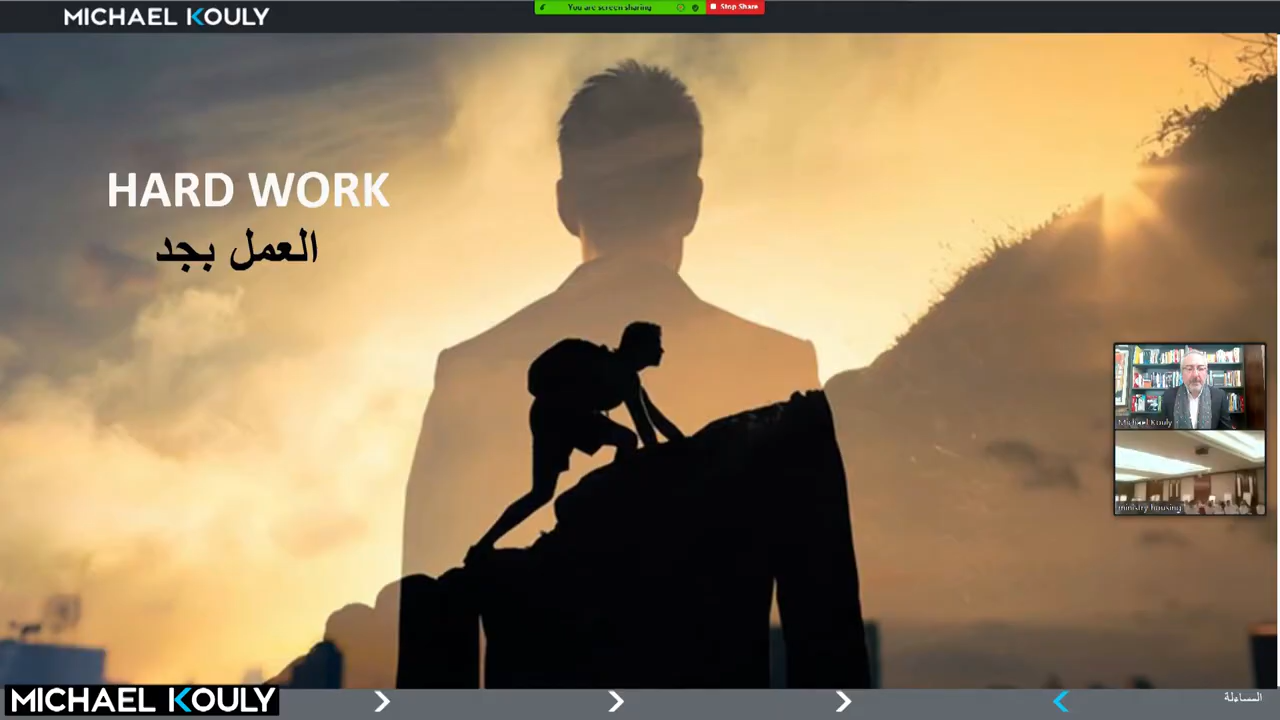 MICHAEL KOULY
You are screen sharing
Stop Share
HARD WORK
العمل بجد
Michael Kouly
ministry housing
MICHAEL KOULY
المساءلة